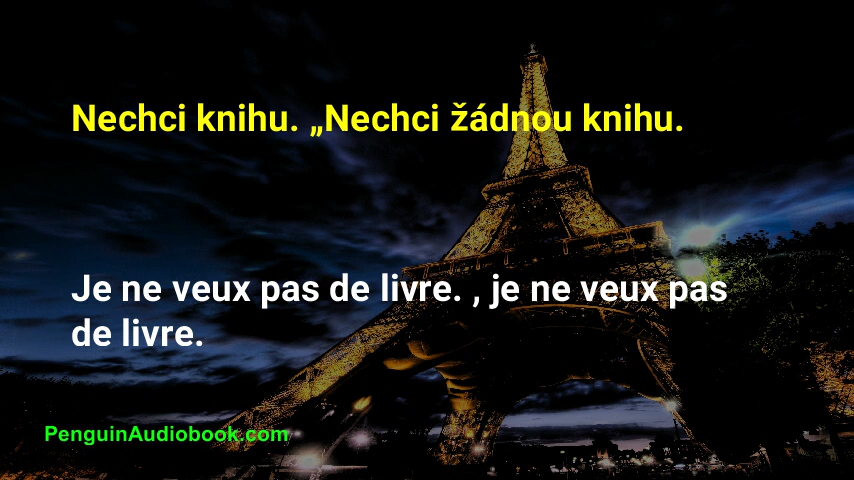 Nechci knihu. „Nechci žádnou knihu.
Je ne veux pas de livre. , je ne veux pas
de livre.
PenguinAudiobook.com